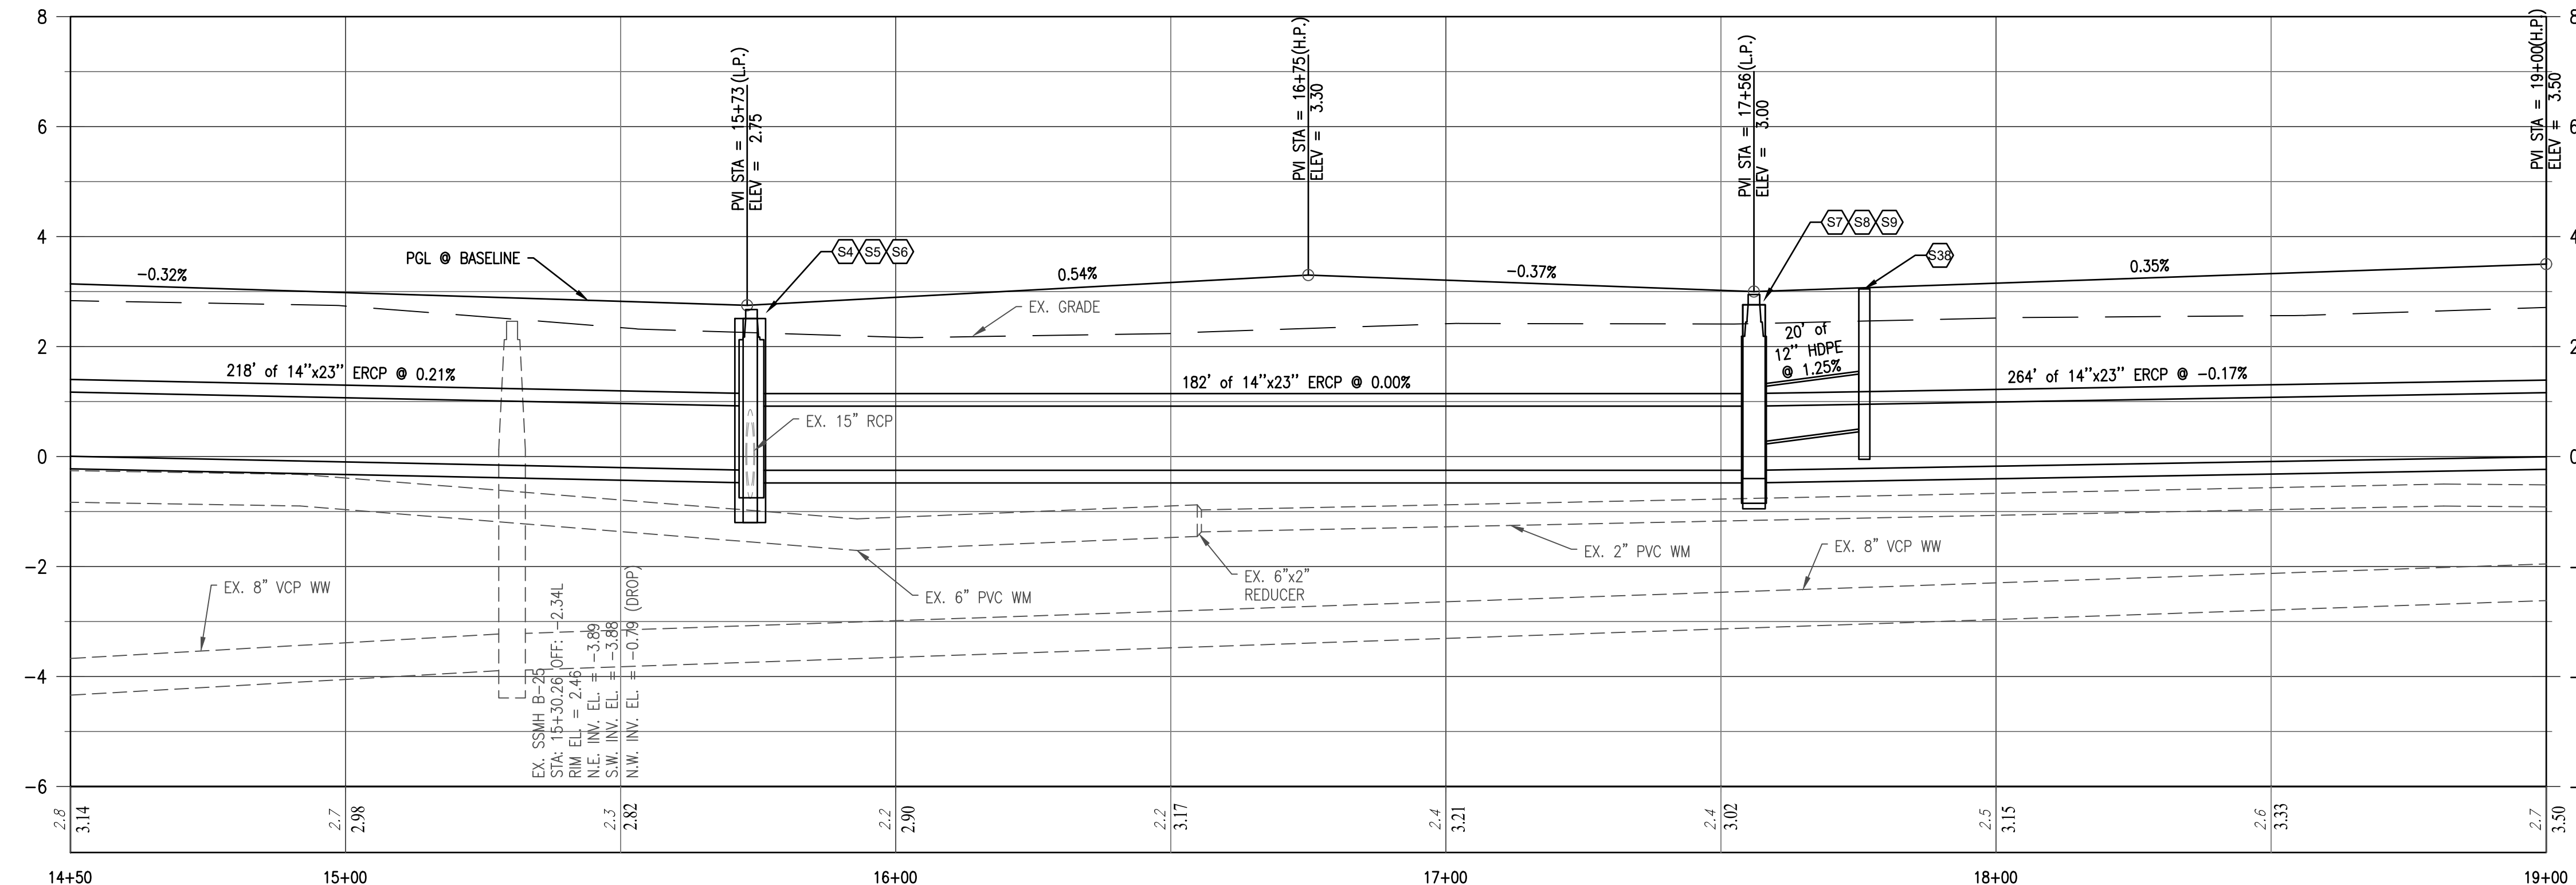 8
6
4
2
0
-2
-4
-6
8
6
4
2
0
-
-
-
PVI STA = 15+73(L.P.)
ELEV = 2.75
PVI STA = 16+75(H.P.)
ELEV = 3.30
PVI STA = 17+56(L.P.)
ELEV = 3.00
PVI STA = 19+00(H.P.)
ELEV = 3.50
-0.32%
PGL @ BASELINE
S4 S5 S6
0.54%
-0.37%
S7 S8 S9
S38
0.35%
EX. GRADE
218' of 14"x23" ERCP @ 0.21%
182' of 14"x23" ERCP @ 0.00%
20' of
12" HDPE
@ 1.25%
264' of 14"x23" ERCP @ -0.17%
EX. 15" RCP
EX. 8" VCP WW
EX. 6" PVC WM
EX. 6"x2"
REDUCER
EX. 2" PVC WM
EX. 8" VCP WW
EX. SSMH B-25
STA: 15+30.26 OFF: -2.34L
RIM EL. = 2.46
N.E. INV. EL. = -3.89
S.W. INV. EL. = -3.88
N.W. INV. EL. = -0.79 (DROP)
2.8
3.14
2.7
2.98
2.3
2.82
2.2
2.90
2.2
3.17
2.4
3.21
2.4
3.02
2.5
3.15
2.6
3.33
2.7
3.50
14+50
15+00
16+00
17+00
18+00
19+00